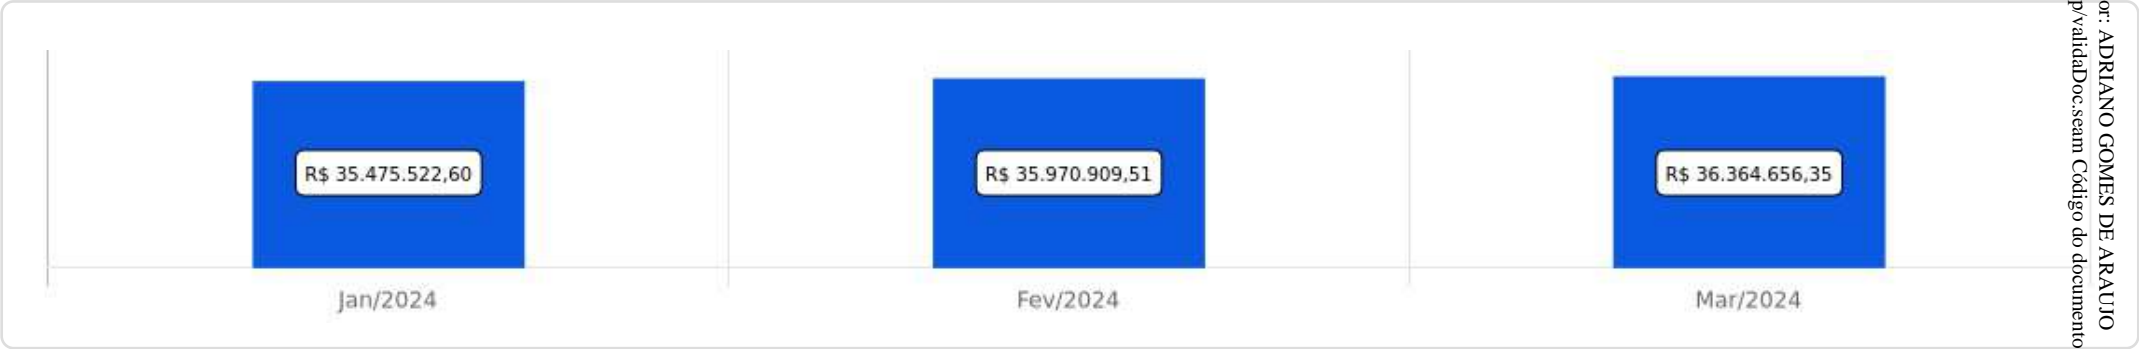 R$ 35.475.522,60
R$ 35.970.909,51
R$ 36.364.656,35
Jan/2024
Fev/2024
Mar/2024
or: ADRIANO GOMES DE ARAUJO
p/validaDoc.seam Código do documento